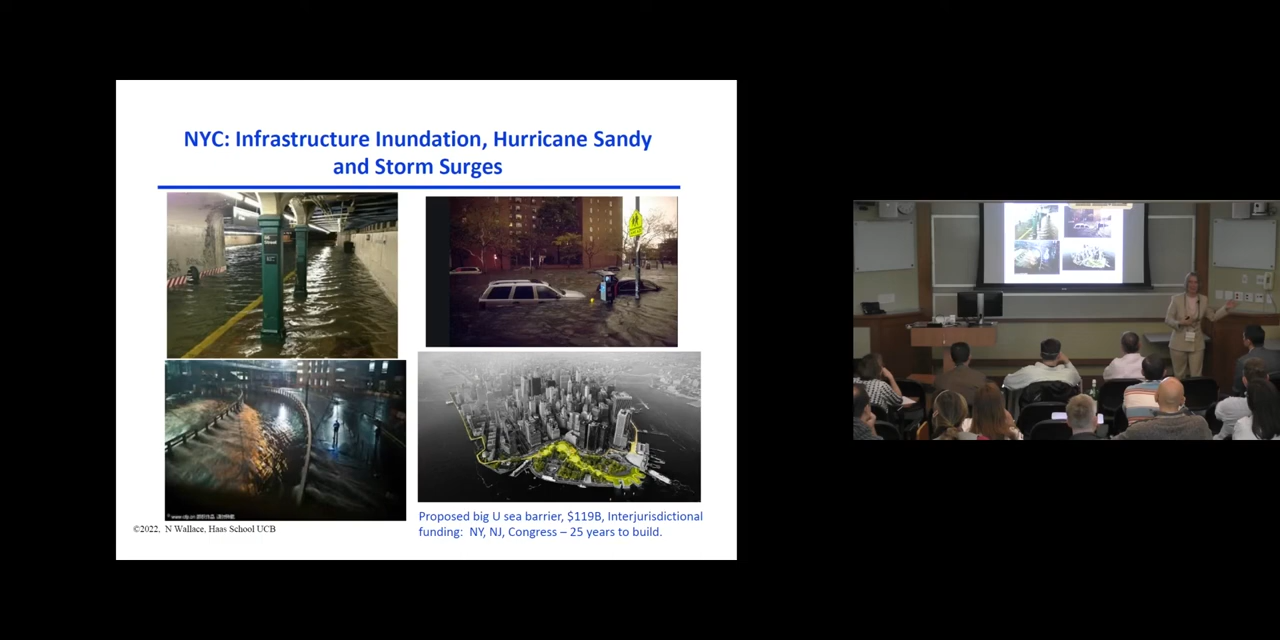 NYC: Infrastructure Inundation, Hurricane Sandy
and Storm Surges
©2022, N Wallace, Haas School UCB
Proposed big U sea barrier, $119B, Interjurisdictional
funding: NY, NJ, Congress – 25 years to build.